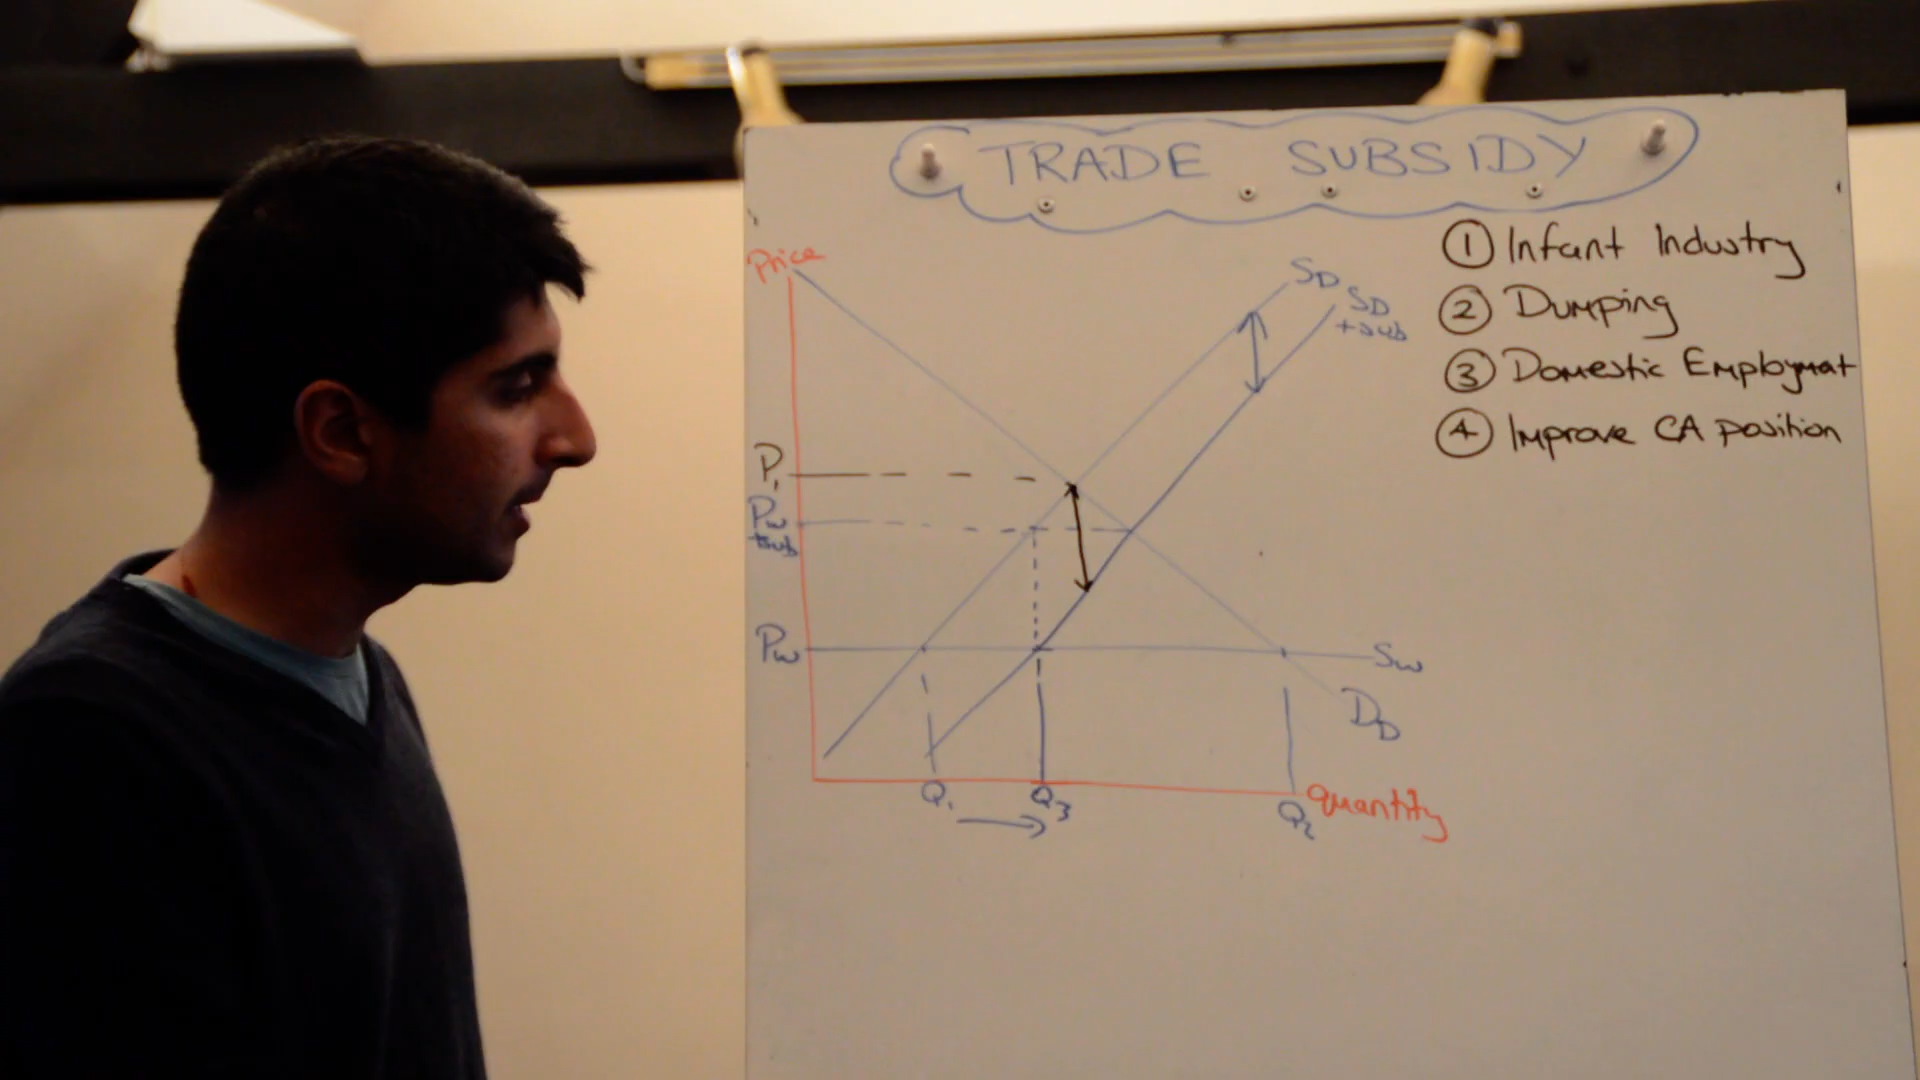 TRADE SUBSIDY
① Infant Industry
② Dumping
③ Domestic Employmat
④ Improve CA position
Price
SD
SD
+sub
P1
Pw
+sub
Pw
Sw
DD
Q1
Q3
Q2
quantity